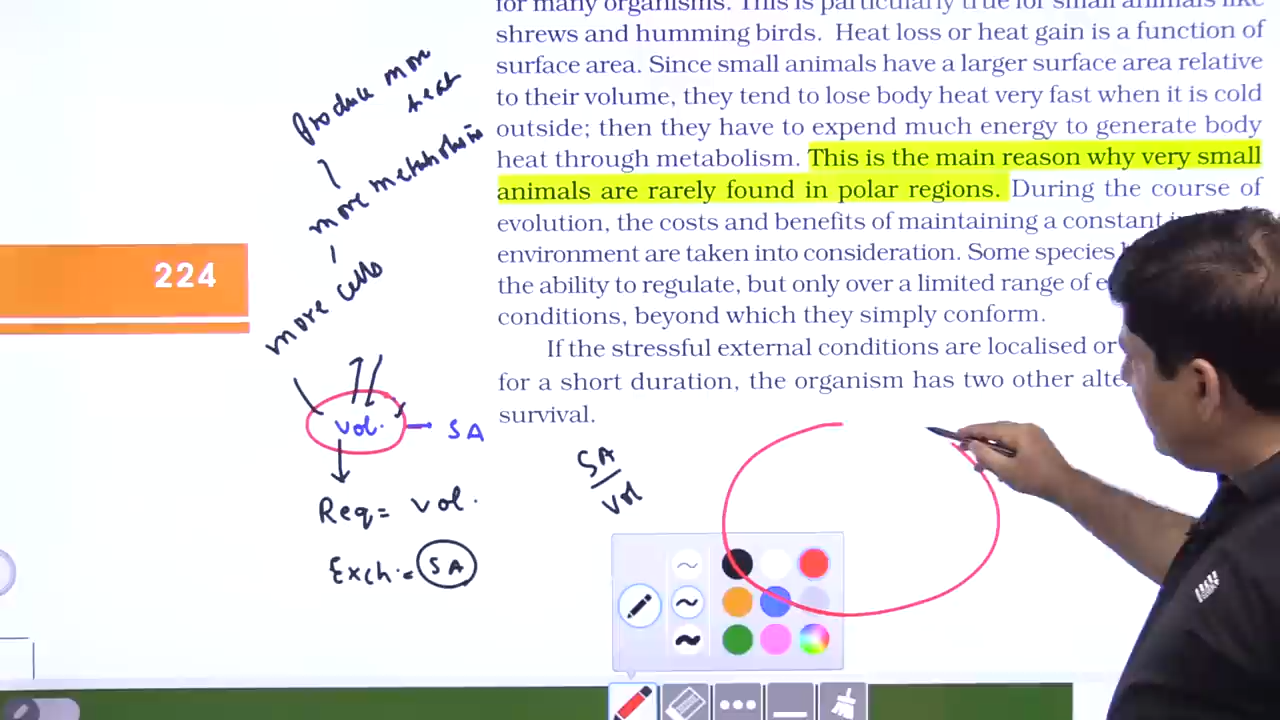 for many organisms. This is particularly true for small animals like
shrews and humming birds. Heat loss or heat gain is a function of
surface area. Since small animals have a larger surface area relative
to their volume, they tend to lose body heat very fast when it is cold
outside; then they have to expend much energy to generate body
heat through metabolism. This is the main reason why very small
animals are rarely found in polar regions. During the course of
evolution, the costs and benefits of maintaining a constant
environment are taken into consideration. Some species
the ability to regulate, but only over a limited range of
conditions, beyond which they simply conform.
If the stressful external conditions are localised or
for a short duration, the organism has two other
survival.
224
Produce more
heat
more metabolism
more cells
vol. SA
Req = vol.
Exch. = SA
SA
vol